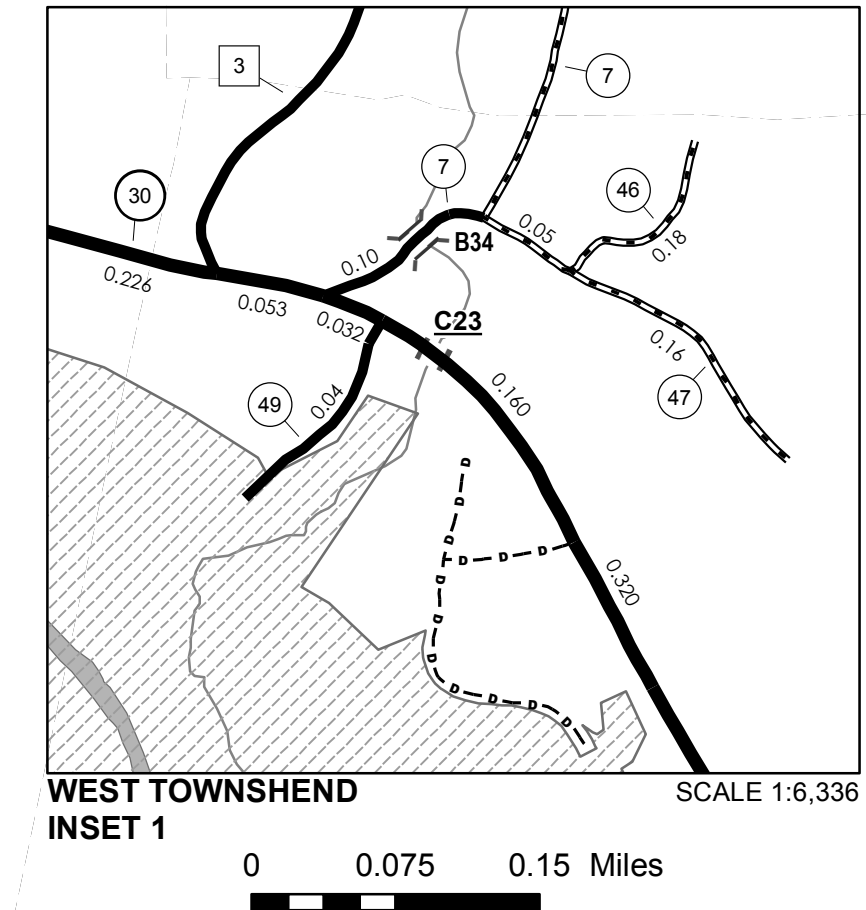 3
7
30
7
46
B34
0.05
0.18
0.10
0.226
0.053
0.032
C23
0.16
0.160
47
49
0.04
D
D
D
D
D
D
D
D
D
D
D
D
D
D
0.320
WEST TOWNSHEND
INSET 1
SCALE 1:6,336
0 0.075 0.15 Miles